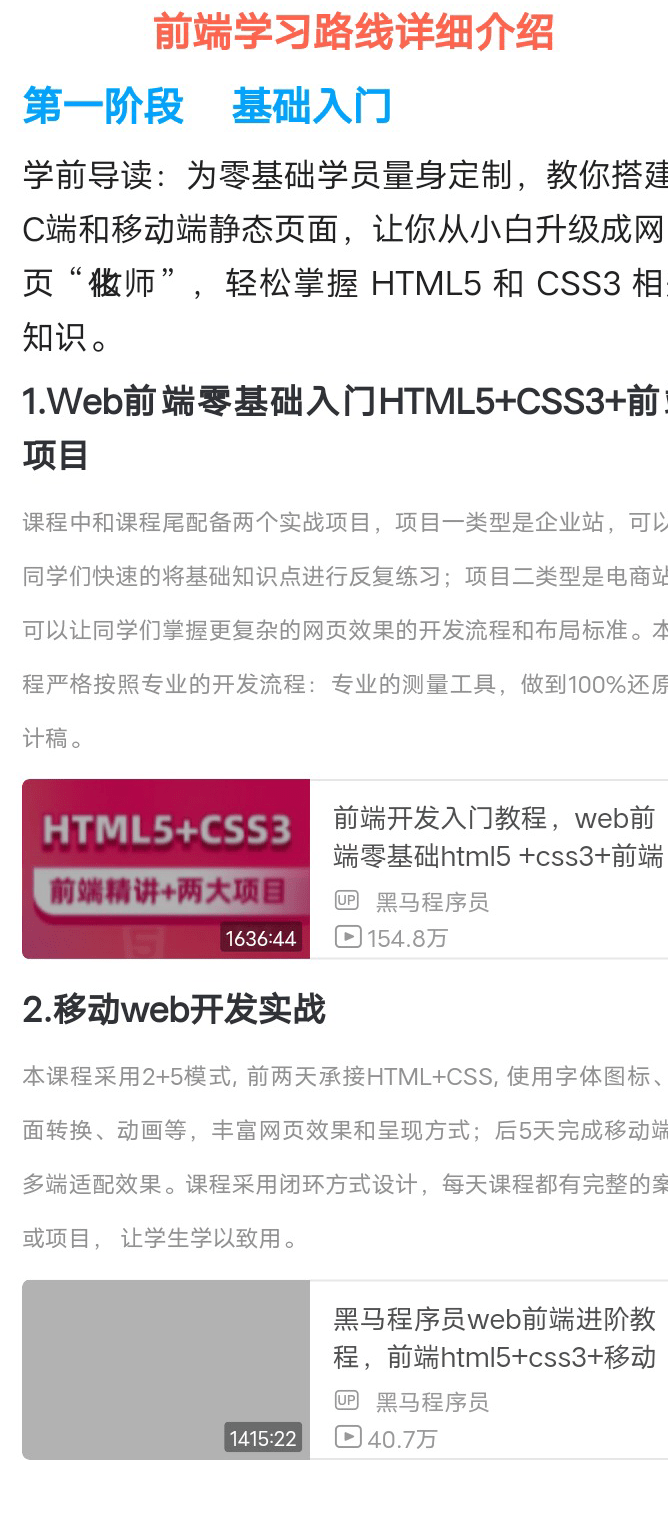 前端学习路线详细介绍
第一阶段 基础入门
学前导读：为零基础学员量身定制，教你搭建
C端和移动端静态页面，让你从小白升级成网
页“化妆师”，轻松掌握 HTML5 和 CSS3 相
知识。
1.Web前端零基础入门HTML5+CSS3+前
项目
课程中和课程尾配备两个实战项目，项目一类型是企业站，可以
同学们快速的将基础知识点进行反复练习；项目二类型是电商站
可以让同学们掌握更复杂的网页效果的开发流程和布局标准。本
程严格按照专业的开发流程：专业的测量工具，做到100%还原
计稿。
HTML5+CSS3
前端精讲+两大项目
1636:44
前端开发入门教程，web前
端零基础html5 +css3+前端
UP 黑马程序员
154.8万
2.移动web开发实战
本课程采用2+5模式, 前两天承接HTML+CSS, 使用字体图标、
面转换、动画等，丰富网页效果和呈现方式；后5天完成移动端
多端适配效果。课程采用闭环方式设计，每天课程都有完整的案
或项目， 让学生学以致用。
1415:22
黑马程序员web前端进阶教
程，前端html5+css3+移动
UP 黑马程序员
40.7万